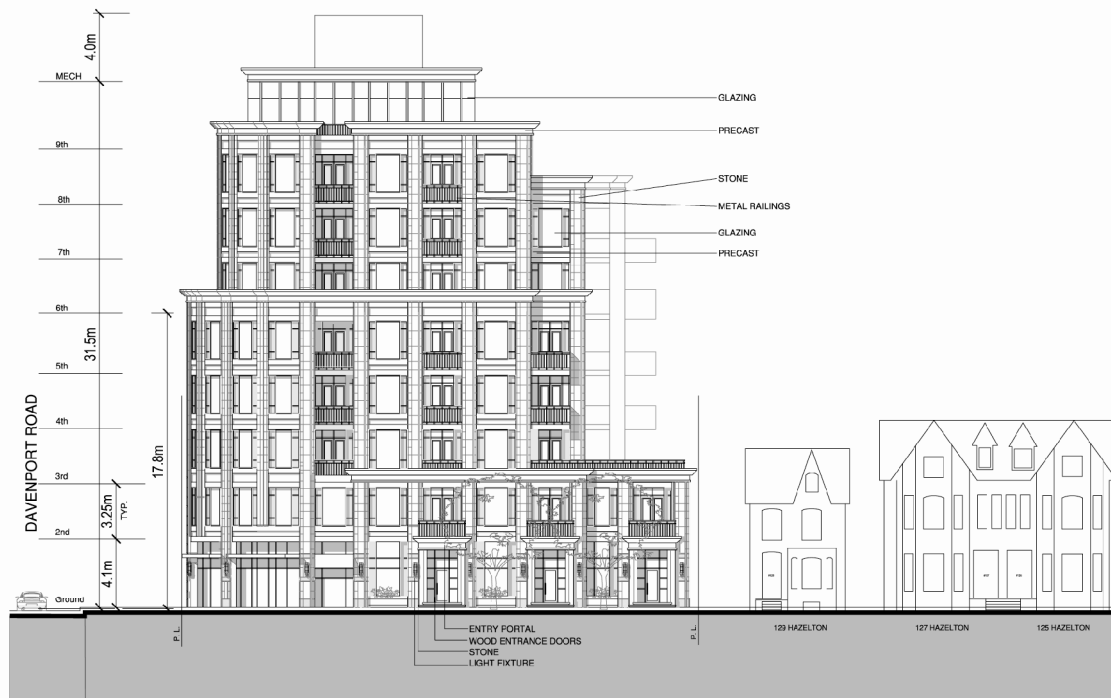 4.0m
MECH
GLAZING
PRECAST
9th
STONE
8th
METAL RAILINGS
GLAZING
7th
PRECAST
6th
31.5m
5th
DAVENPORT ROAD
4th
17.8m
3rd
3.25m
TYP.
2nd
4.1m
Ground
P.L.
P.L.
ENTRY PORTAL
WOOD ENTRANCE DOORS
STONE
LIGHT FIXTURE
129 HAZELTON
127 HAZELTON
125 HAZELTON